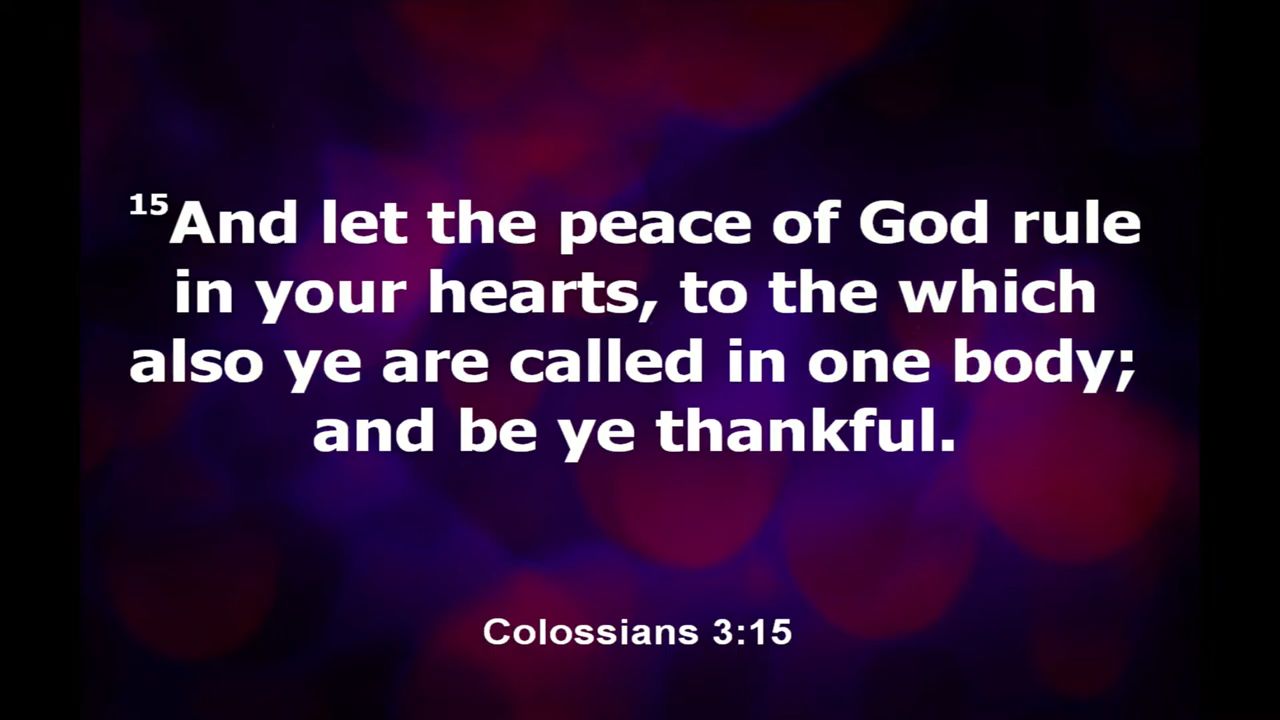 15And let the peace of God rule
in your hearts, to the which
also ye are called in one body;
and be ye thankful.
Colossians 3:15